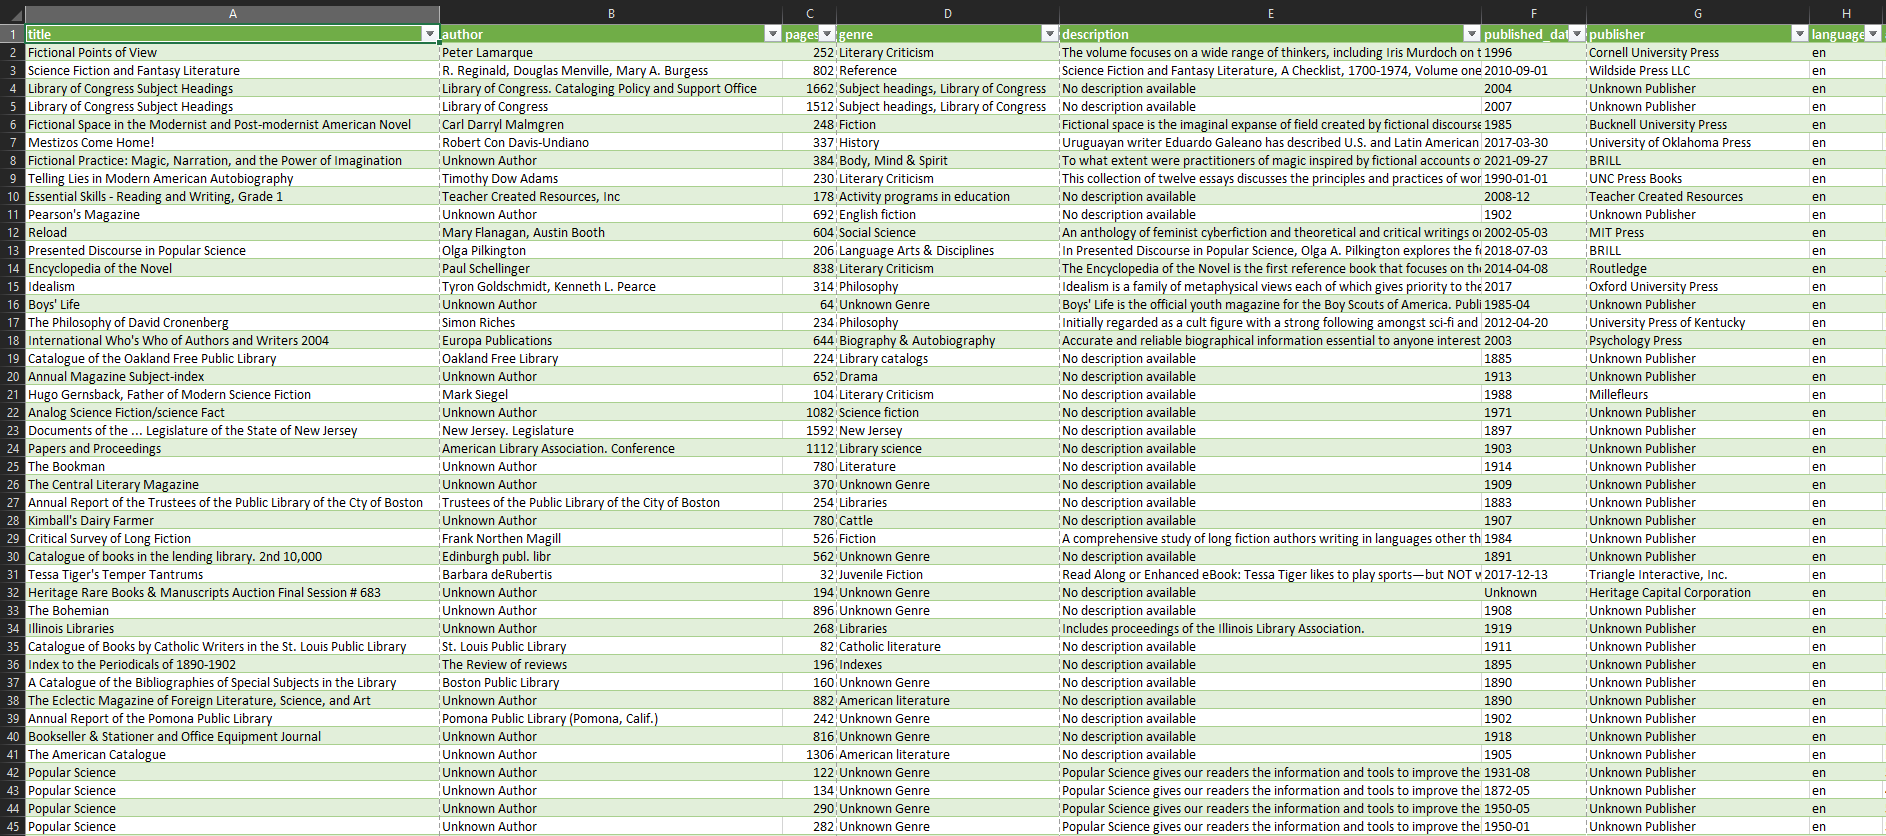 A B C D E F G H
1 title author pages genre description published_dat publisher language
2 Fictional Points of View Peter Lamarque 252 Literary Criticism The volume focuses on a wide range of thinkers, including Iris Murdoch on t 1996 Cornell University Press en
3 Science Fiction and Fantasy Literature R. Reginald, Douglas Menville, Mary A. Burgess 802 Reference Science Fiction and Fantasy Literature, A Checklist, 1700-1974, Volume one 2010-09-01 Wildside Press LLC en
4 Library of Congress Subject Headings Library of Congress. Cataloging Policy and Support Office 1662 Subject headings, Library of Congress No description available 2004 Unknown Publisher en
5 Library of Congress Subject Headings Library of Congress 1512 Subject headings, Library of Congress No description available 2007 Unknown Publisher en
6 Fictional Space in the Modernist and Post-modernist American Novel Carl Darryl Malmgren 248 Fiction Fictional space is the imaginal expanse of field created by fictional discourse 1985 Bucknell University Press en
7 Mestizos Come Home! Robert Con Davis-Undiano 337 History Uruguayan writer Eduardo Galeano has described U.S. and Latin American 2017-03-30 University of Oklahoma Press en
8 Fictional Practice: Magic, Narration, and the Power of Imagination Unknown Author 384 Body, Mind & Spirit To what extent were practitioners of magic inspired by fictional accounts o 2021-09-27 BRILL en
9 Telling Lies in Modern American Autobiography Timothy Dow Adams 230 Literary Criticism This collection of twelve essays discusses the principles and practices of wor 1990-01-01 UNC Press Books en
10 Essential Skills - Reading and Writing, Grade 1 Teacher Created Resources, Inc 178 Activity programs in education No description available 2008-12 Teacher Created Resources en
11 Pearson's Magazine Unknown Author 692 English fiction No description available 1902 Unknown Publisher en
12 Reload Mary Flanagan, Austin Booth 604 Social Science An anthology of feminist cyberfiction and theoretical and critical writings o 2002-05-03 MIT Press en
13 Presented Discourse in Popular Science Olga Pilkington 206 Language Arts & Disciplines In Presented Discourse in Popular Science, Olga A. Pilkington explores the f 2018-07-03 BRILL en
14 Encyclopedia of the Novel Paul Schellinger 838 Literary Criticism The Encyclopedia of the Novel is the first reference book that focuses on the 2014-04-08 Routledge en
15 Idealism Tyron Goldschmidt, Kenneth L. Pearce 314 Philosophy Idealism is a family of metaphysical views each of which gives priority to the 2017 Oxford University Press en
16 Boys' Life Unknown Author 64 Unknown Genre Boys' Life is the official youth magazine for the Boy Scouts of America. Publi 1985-04 Unknown Publisher en
17 The Philosophy of David Cronenberg Simon Riches 234 Philosophy Initially regarded as a cult figure with a strong following amongst sci-fi and 2012-04-20 University Press of Kentucky en
18 International Who's Who of Authors and Writers 2004 Europa Publications 644 Biography & Autobiography Accurate and reliable biographical information essential to anyone interest 2003 Psychology Press en
19 Catalogue of the Oakland Free Public Library Oakland Free Library 224 Library catalogs No description available 1885 Unknown Publisher en
20 Annual Magazine Subject-index Unknown Author 652 Drama No description available 1913 Unknown Publisher en
21 Hugo Gernsback, Father of Modern Science Fiction Mark Siegel 104 Literary Criticism No description available 1988 Millefleurs en
22 Analog Science Fiction/science Fact Unknown Author 1082 Science fiction No description available 1971 Unknown Publisher en
23 Documents of the ... Legislature of the State of New Jersey New Jersey. Legislature 1592 New Jersey No description available 1897 Unknown Publisher en
24 Papers and Proceedings American Library Association. Conference 1112 Library science No description available 1903 Unknown Publisher en
25 The Bookman Unknown Author 780 Literature No description available 1914 Unknown Publisher en
26 The Central Literary Magazine Unknown Author 370 Unknown Genre No description available 1909 Unknown Publisher en
27 Annual Report of the Trustees of the Public Library of the Cty of Boston Trustees of the Public Library of the City of Boston 254 Libraries No description available 1883 Unknown Publisher en
28 Kimball's Dairy Farmer Unknown Author 780 Cattle No description available 1907 Unknown Publisher en
29 Critical Survey of Long Fiction Frank Northen Magill 526 Fiction A comprehensive study of long fiction authors writing in languages other th 1984 Unknown Publisher en
30 Catalogue of books in the lending library. 2nd 10,000 Edinburgh publ. libr 562 Unknown Genre No description available 1891 Unknown Publisher en
31 Tessa Tiger's Temper Tantrums Barbara deRubertis 32 Juvenile Fiction Read Along or Enhanced eBook: Tessa Tiger likes to play sports—but NOT w 2017-12-13 Triangle Interactive, Inc. en
32 Heritage Rare Books & Manuscripts Auction Final Session # 683 Unknown Author 194 Unknown Genre No description available Unknown Heritage Capital Corporation en
33 The Bohemian Unknown Author 896 Unknown Genre No description available 1908 Unknown Publisher en
34 Illinois Libraries Unknown Author 268 Libraries Includes proceedings of the Illinois Library Association. 1919 Unknown Publisher en
35 Catalogue of Books by Catholic Writers in the St. Louis Public Library St. Louis Public Library 82 Catholic literature No description available 1911 Unknown Publisher en
36 Index to the Periodicals of 1890-1902 The Review of reviews 196 Indexes No description available 1895 Unknown Publisher en
37 A Catalogue of the Bibliographies of Special Subjects in the Library Boston Public Library 160 Unknown Genre No description available 1890 Unknown Publisher en
38 The Eclectic Magazine of Foreign Literature, Science, and Art Unknown Author 882 American literature No description available 1890 Unknown Publisher en
39 Annual Report of the Pomona Public Library Pomona Public Library (Pomona, Calif.) 242 Unknown Genre No description available 1902 Unknown Publisher en
40 Bookseller & Stationer and Office Equipment Journal Unknown Author 816 Unknown Genre No description available 1918 Unknown Publisher en
41 The American Catalogue Unknown Author 1306 American literature No description available 1905 Unknown Publisher en
42 Popular Science Unknown Author 122 Unknown Genre Popular Science gives our readers the information and tools to improve the 1931-08 Unknown Publisher en
43 Popular Science Unknown Author 134 Unknown Genre Popular Science gives our readers the information and tools to improve the 1872-05 Unknown Publisher en
44 Popular Science Unknown Author 290 Unknown Genre Popular Science gives our readers the information and tools to improve the 1950-05 Unknown Publisher en
45 Popular Science Unknown Author 282 Unknown Genre Popular Science gives our readers the information and tools to improve the 1950-01 Unknown Publisher en